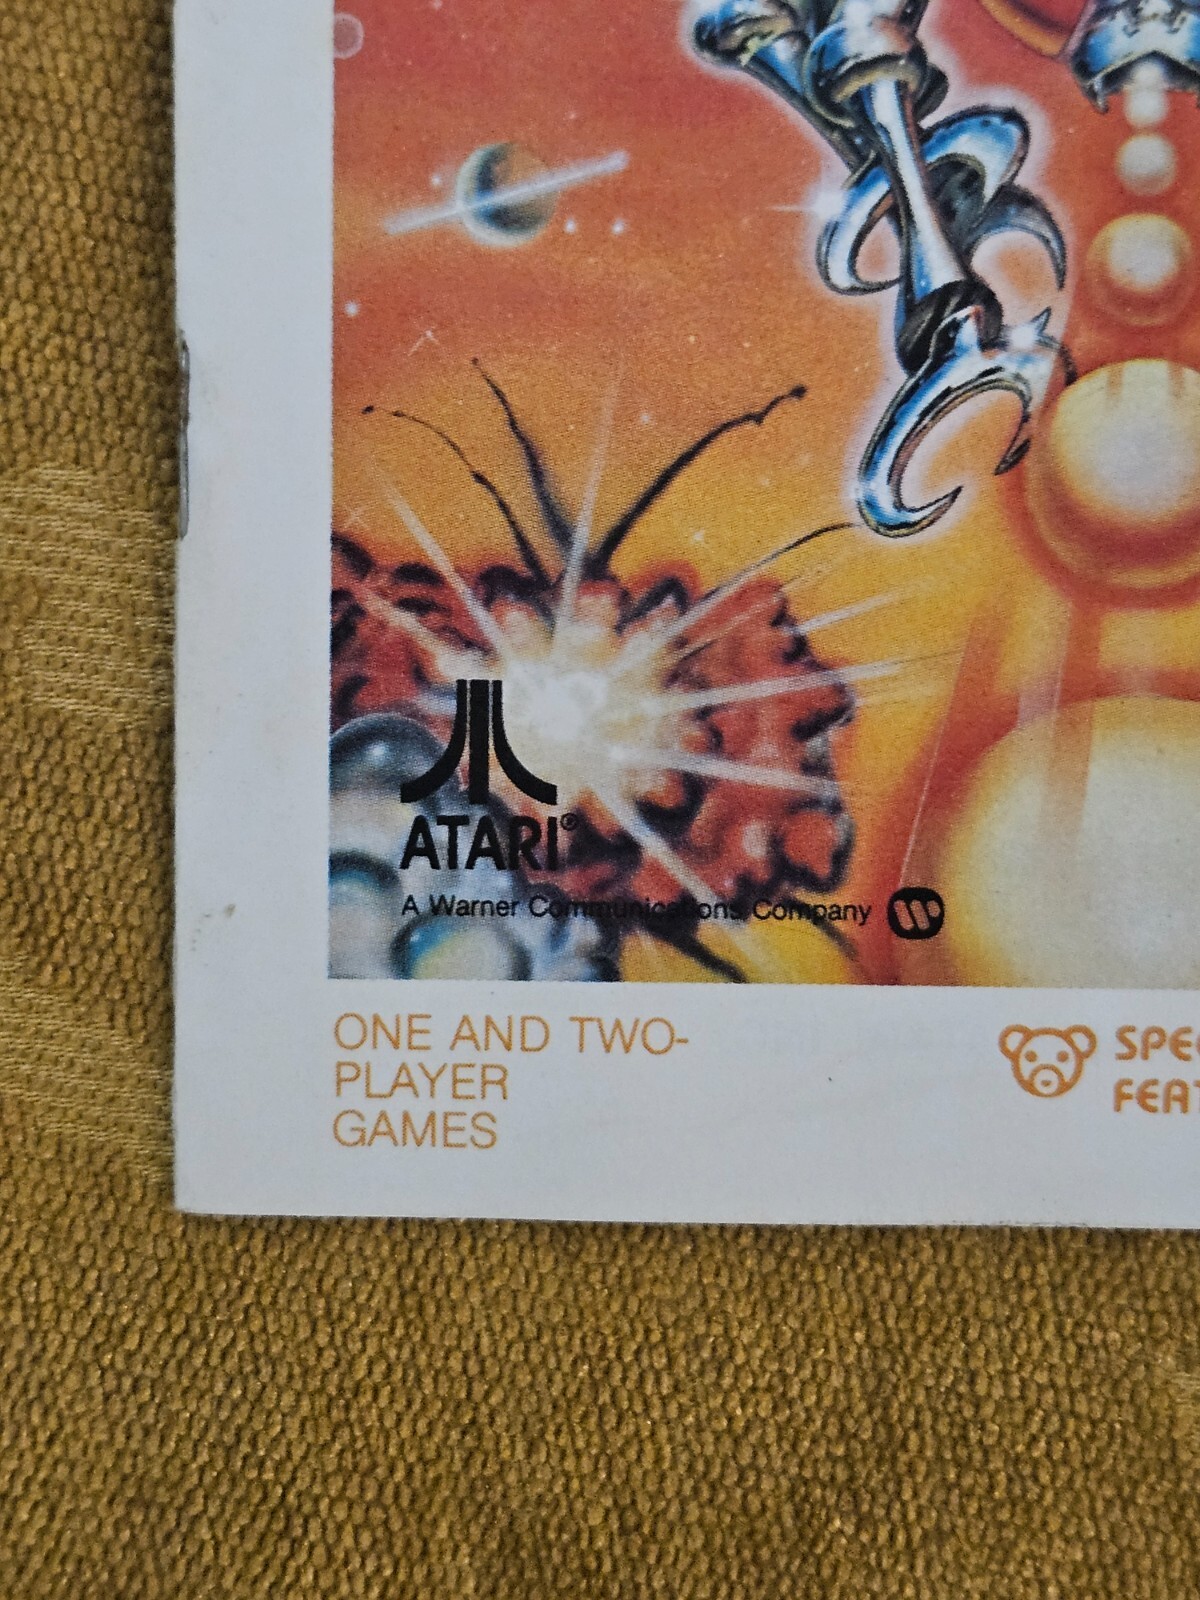 ATARI®
A Warner Communications Company
ONE AND TWO-
PLAYER
GAMES